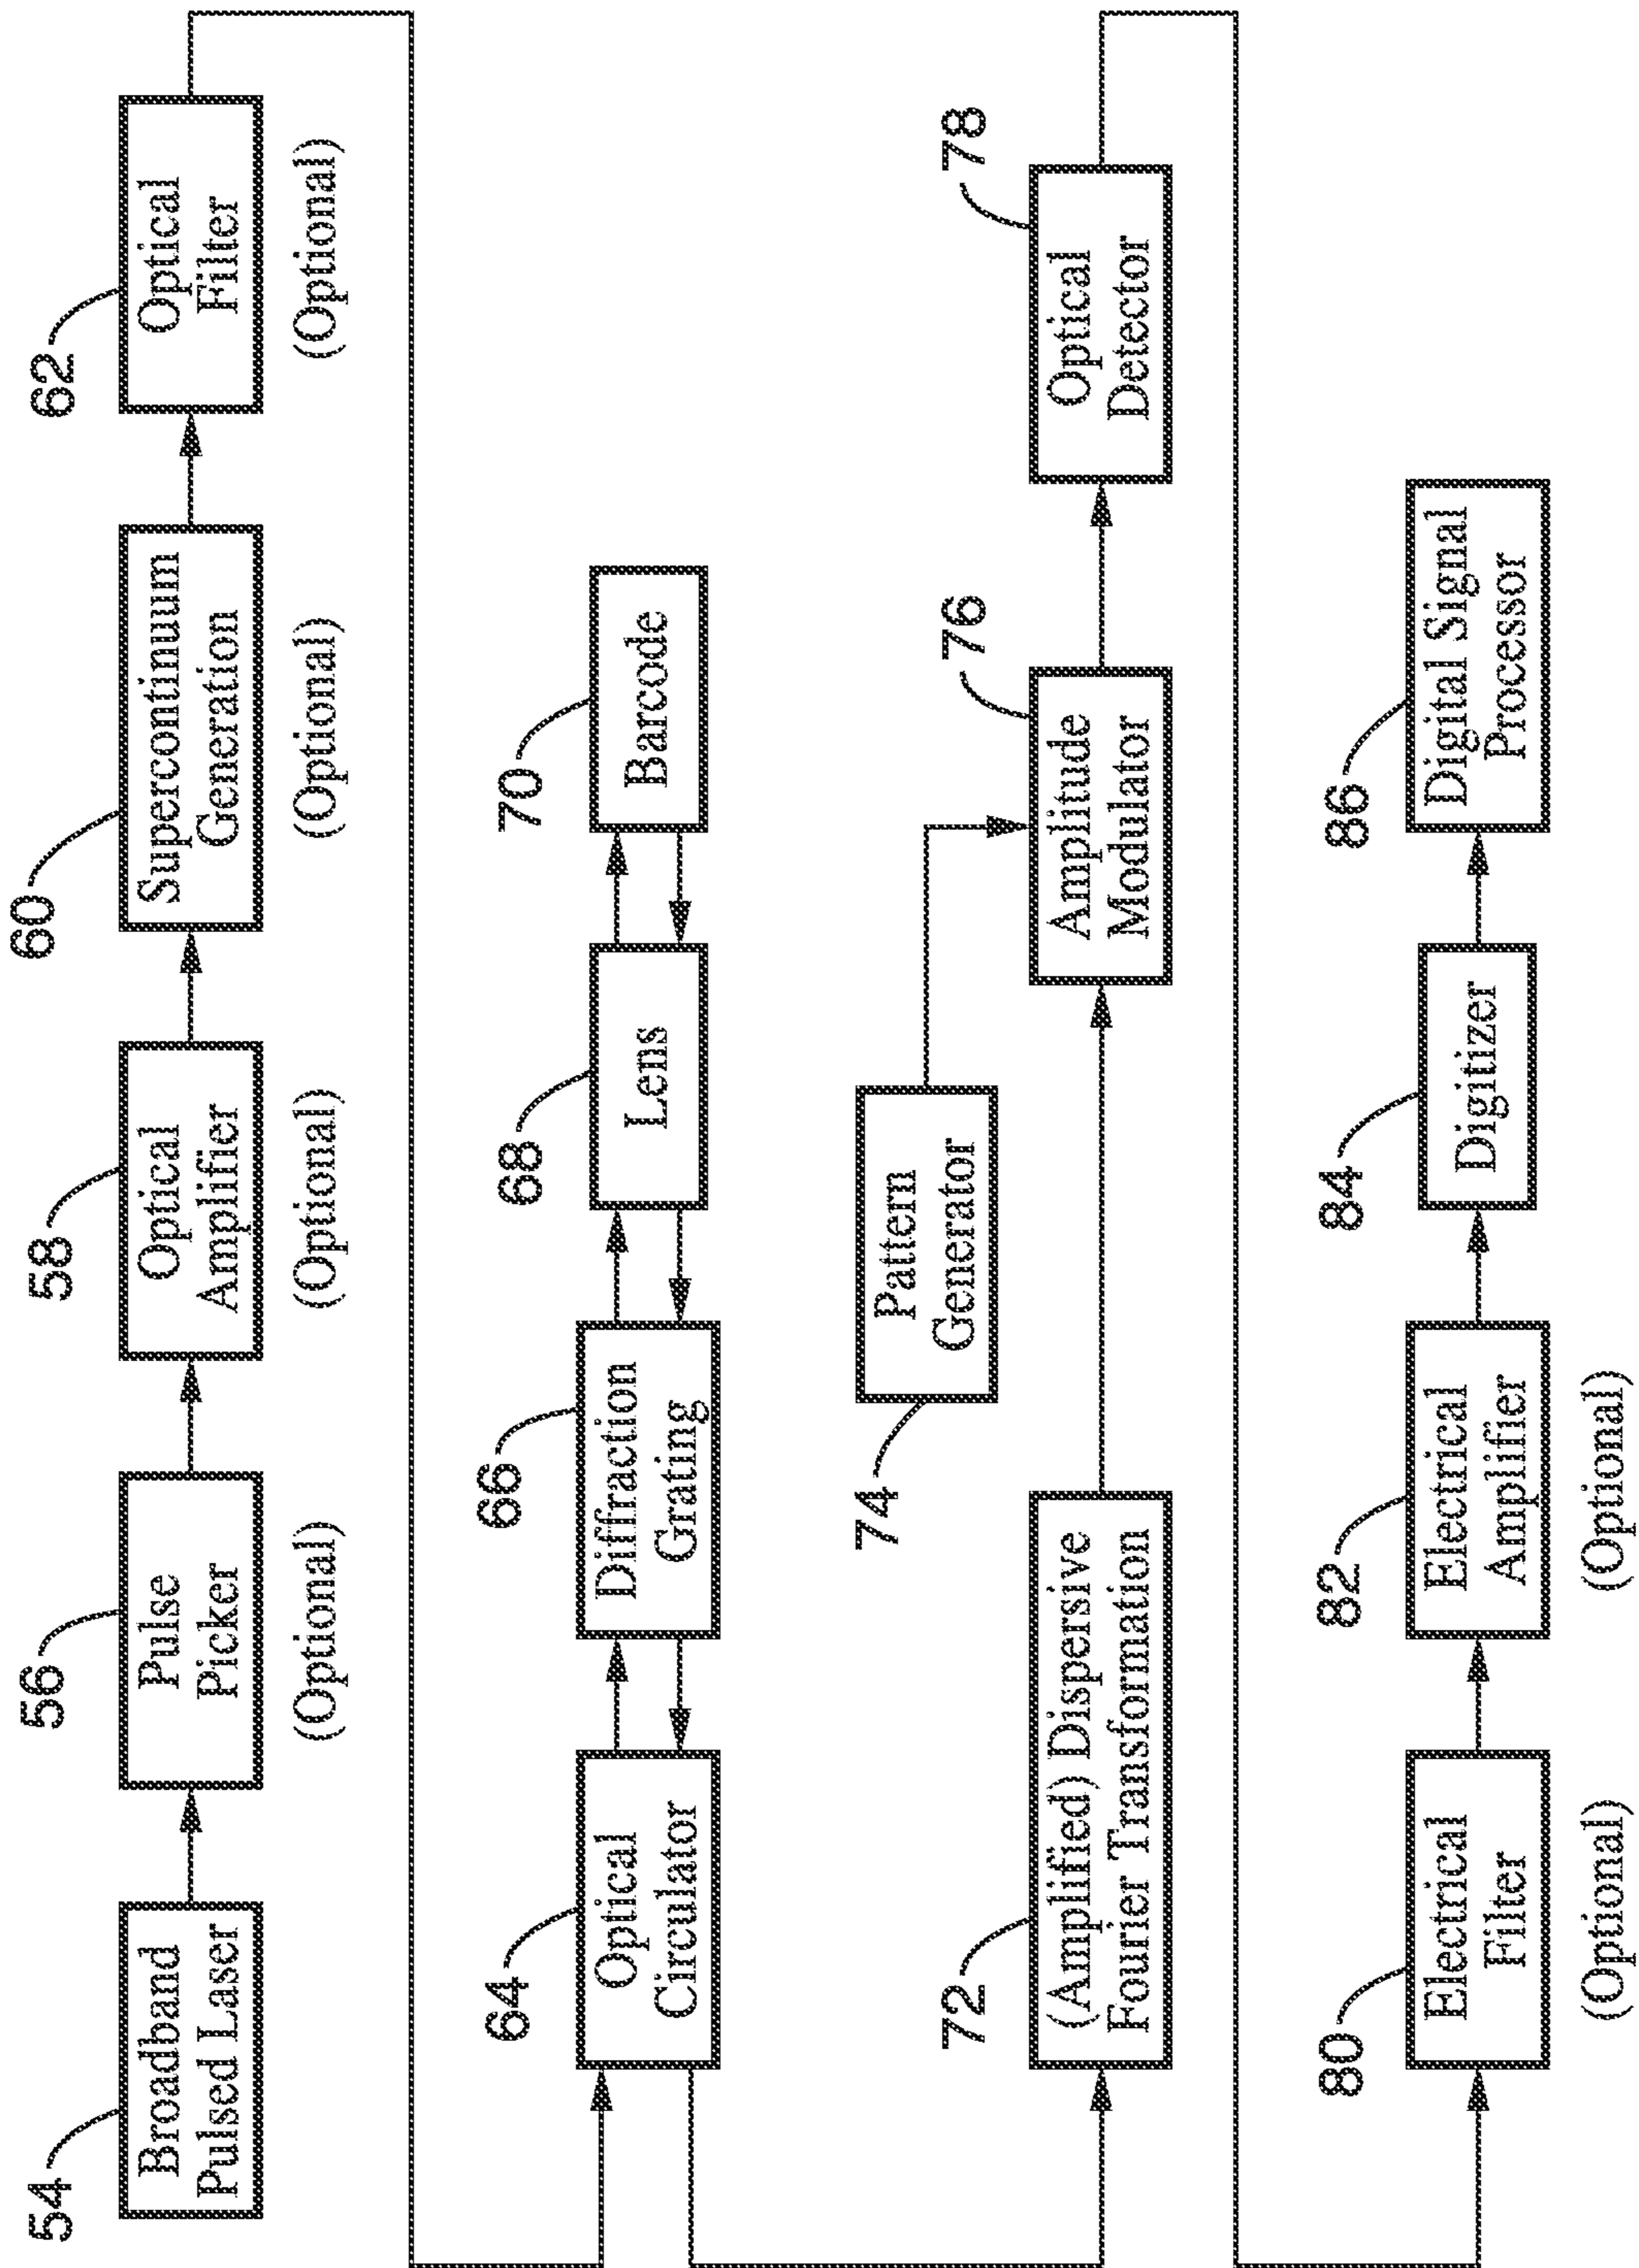 54
Broadband
Pulsed Laser
56
Pulse
Picker
(Optional)
58
Optical
Amplifier
(Optional)
60
Supercontinuum
Generation
(Optional)
62
Optical
Filter
(Optional)
64
Optical
Circulator
66
Diffraction
Grating
68
Lens
70
Barcode
72
(Amplified) Dispersive
Fourier Transformation
74
Pattern
Generator
76
Amplitude
Modulator
78
Optical
Detector
80
Electrical
Filter
(Optional)
82
Electrical
Amplifier
(Optional)
84
Digitizer
86
Digital Signal
Processor